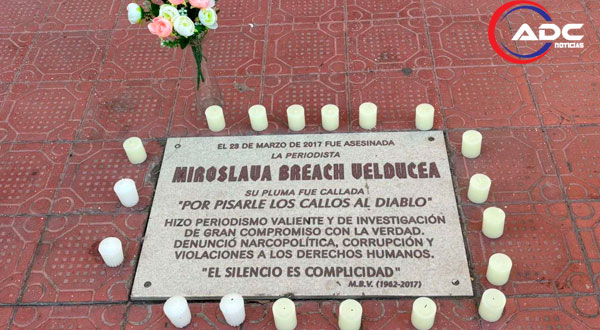 ADC
NOTICIAS
EL 23 DE MARZO DE 2017 FUE ASESINADA
LA PERIODISTA
MIROSLAVA BREACH VELDUCEA
SU PLUMA FUE CALLADA
"POR PISARLE LOS CALLOS AL DIABLO"
HIZO PERIODISMO VALIENTE Y DE INVESTIGACIÓN
DE GRAN COMPROMISO CON LA VERDAD.
DENUNCIÓ NARCOPOLÍTICA, CORRUPCIÓN Y
VIOLACIONES A LOS DERECHOS HUMANOS.
"EL SILENCIO ES COMPLICIDAD"
M.B.V. (1962-2017)